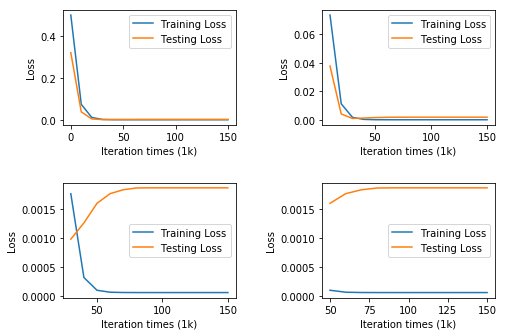 Training Loss
Testing Loss
0.4
0.2
0.0
Loss
0
50
100
150
Iteration times (1k)
Training Loss
Testing Loss
0.06
0.04
0.02
0.00
Loss
50
100
150
Iteration times (1k)
Training Loss
Testing Loss
0.0015
0.0010
0.0005
0.0000
Loss
50
100
150
Iteration times (1k)
Training Loss
Testing Loss
0.0015
0.0010
0.0005
0.0000
Loss
50
75
100
125
150
Iteration times (1k)